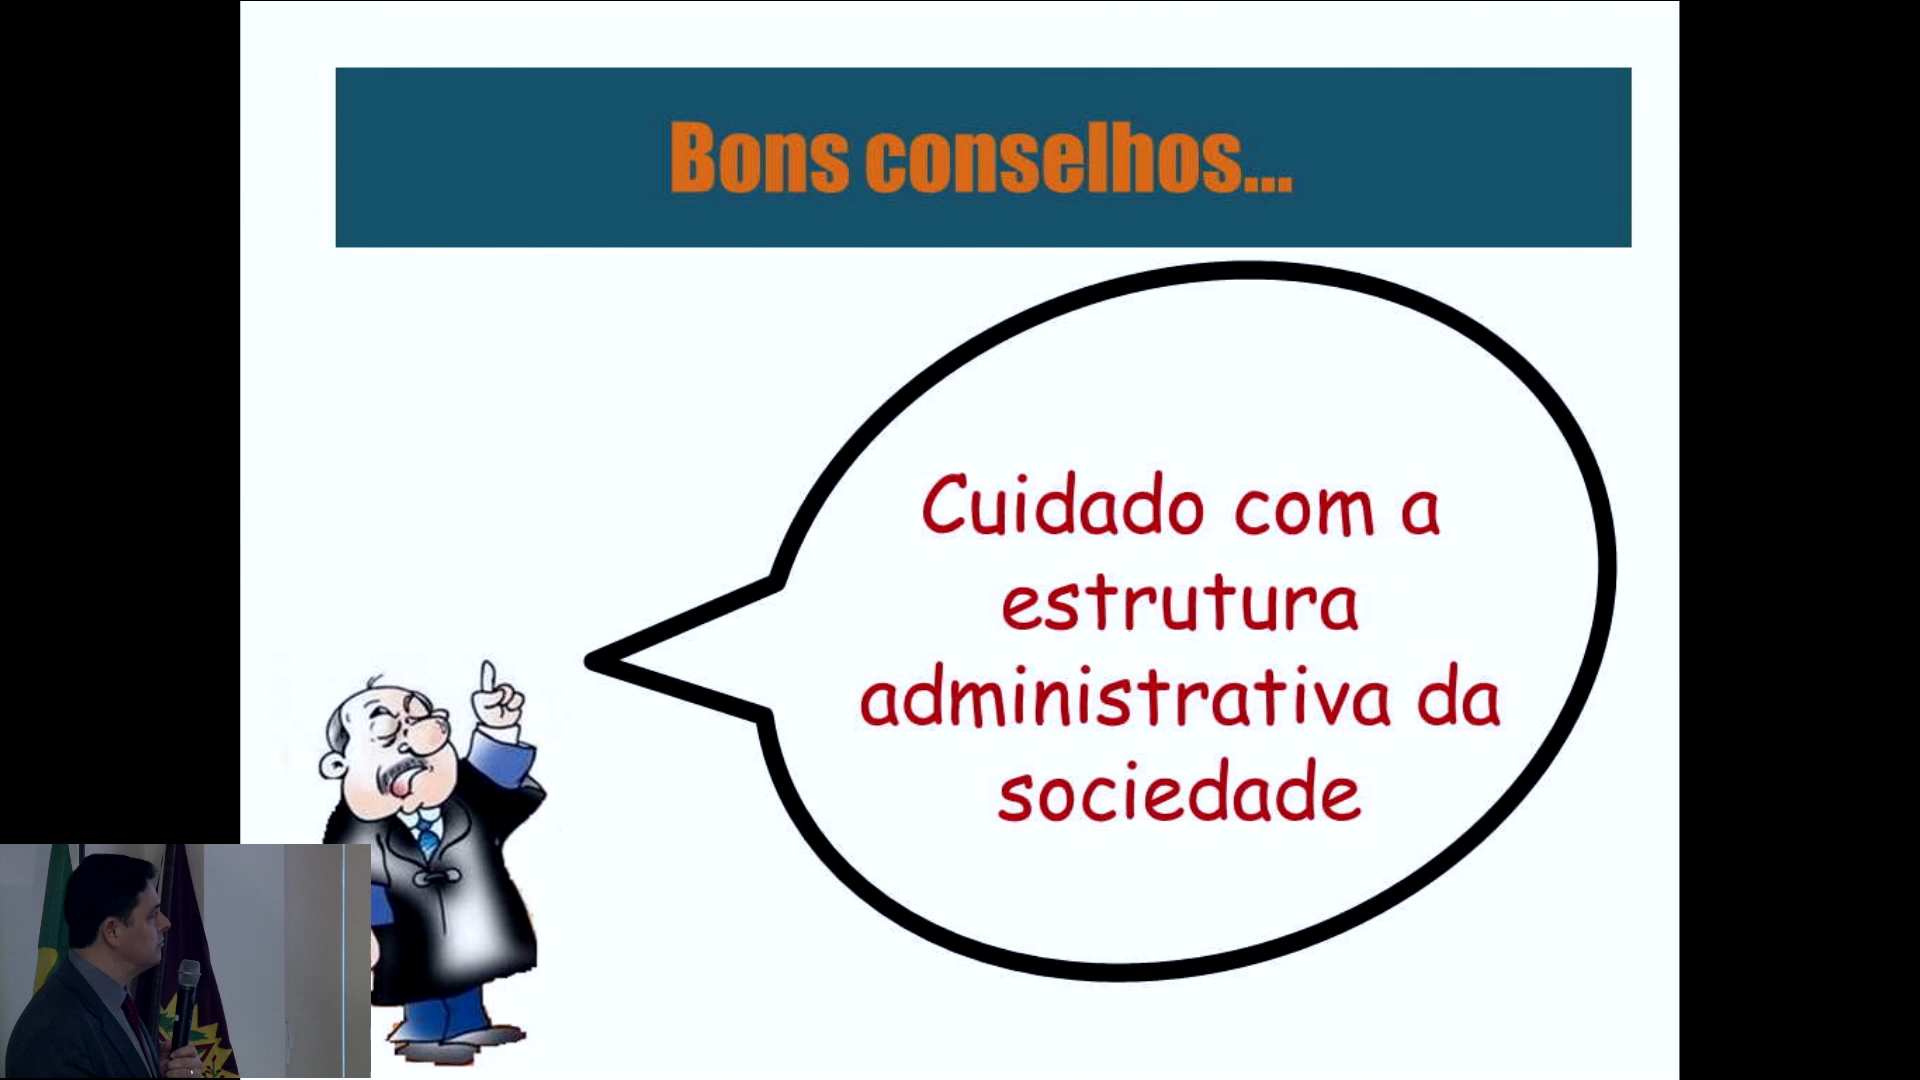 Bons conselhos...
Cuidado com a
estrutura
administrativa da
sociedade